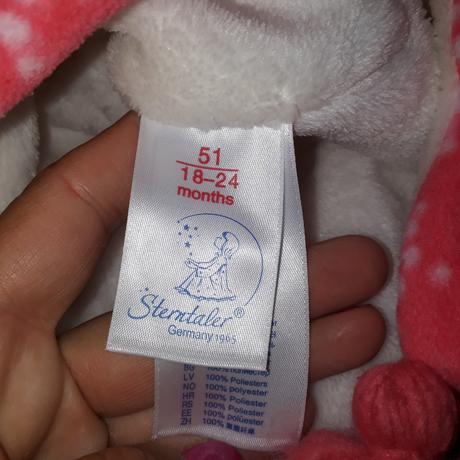 51
18-24
months
Sterntaler®
Germany 1965
BG
LV 100% Poliesters
NO 100% polyester
HR 100% Poliester
RS 100% Poliester
EE 100% polüester
ZH 100%